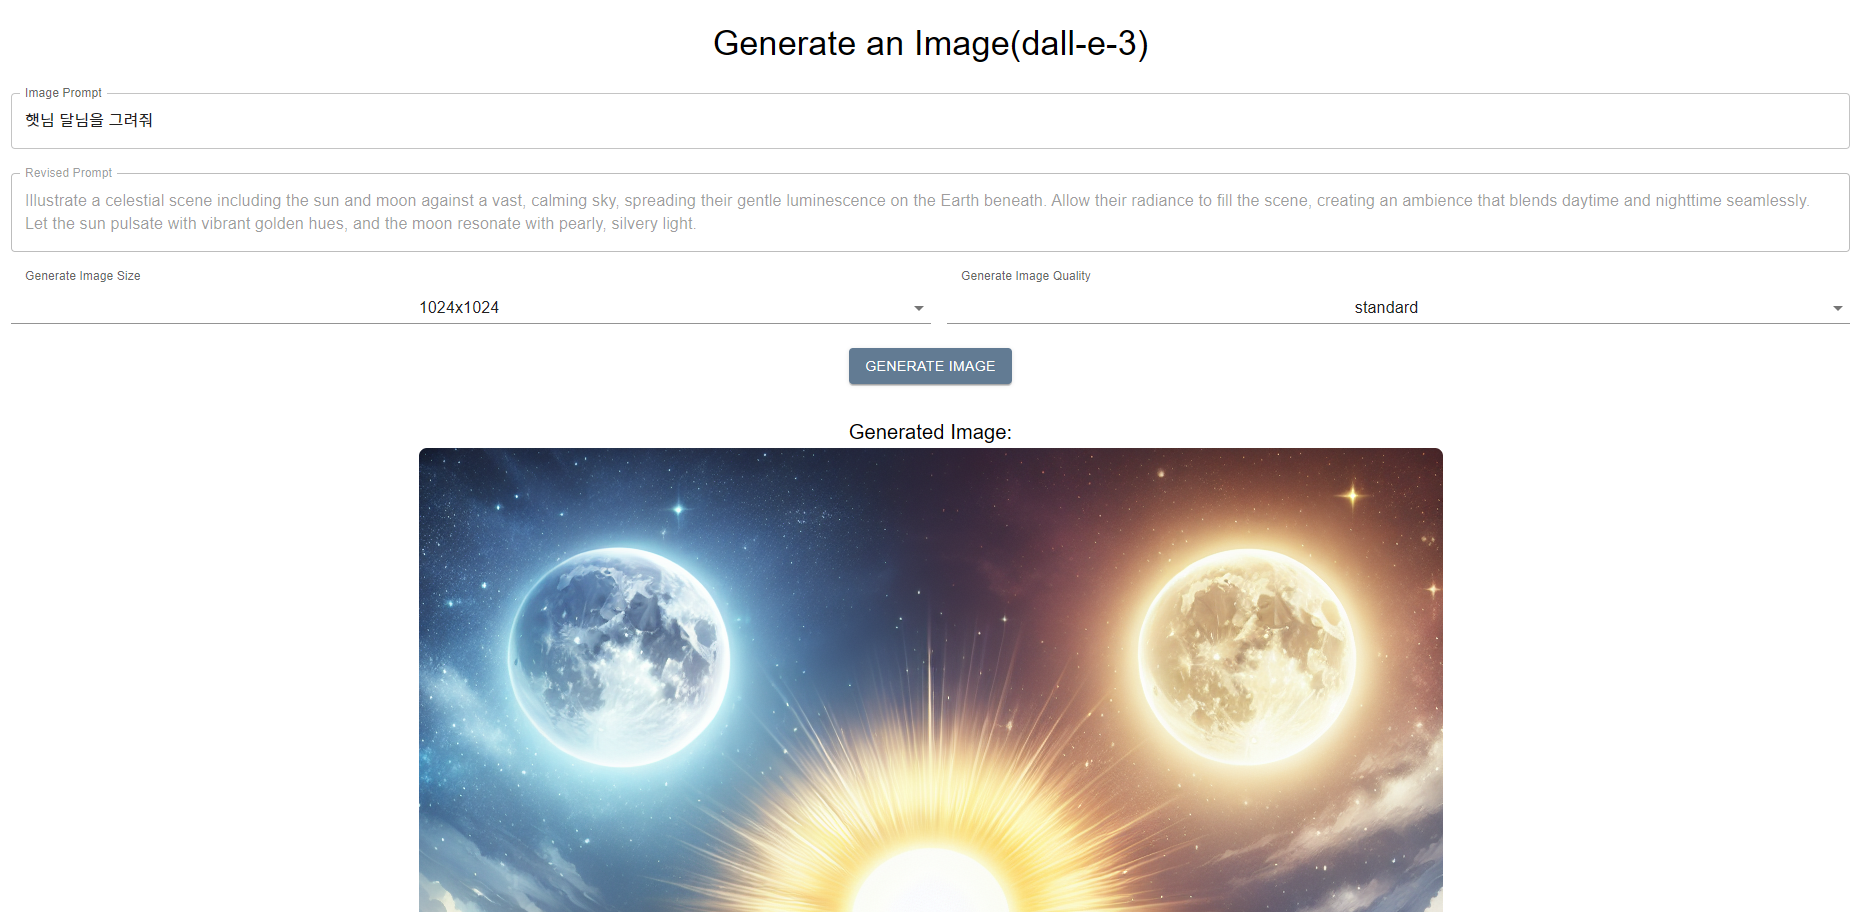 Generate an Image(dall-e-3)
Image Prompt
햇님 달님을 그려줘
Revised Prompt
Illustrate a celestial scene including the sun and moon against a vast, calming sky, spreading their gentle luminescence on the Earth beneath. Allow their radiance to fill the scene, creating an ambience that blends daytime and nighttime seamlessly.
Let the sun pulsate with vibrant golden hues, and the moon resonate with pearly, silvery light.
Generate Image Size
1024x1024
Generate Image Quality
standard
GENERATE IMAGE
Generated Image: